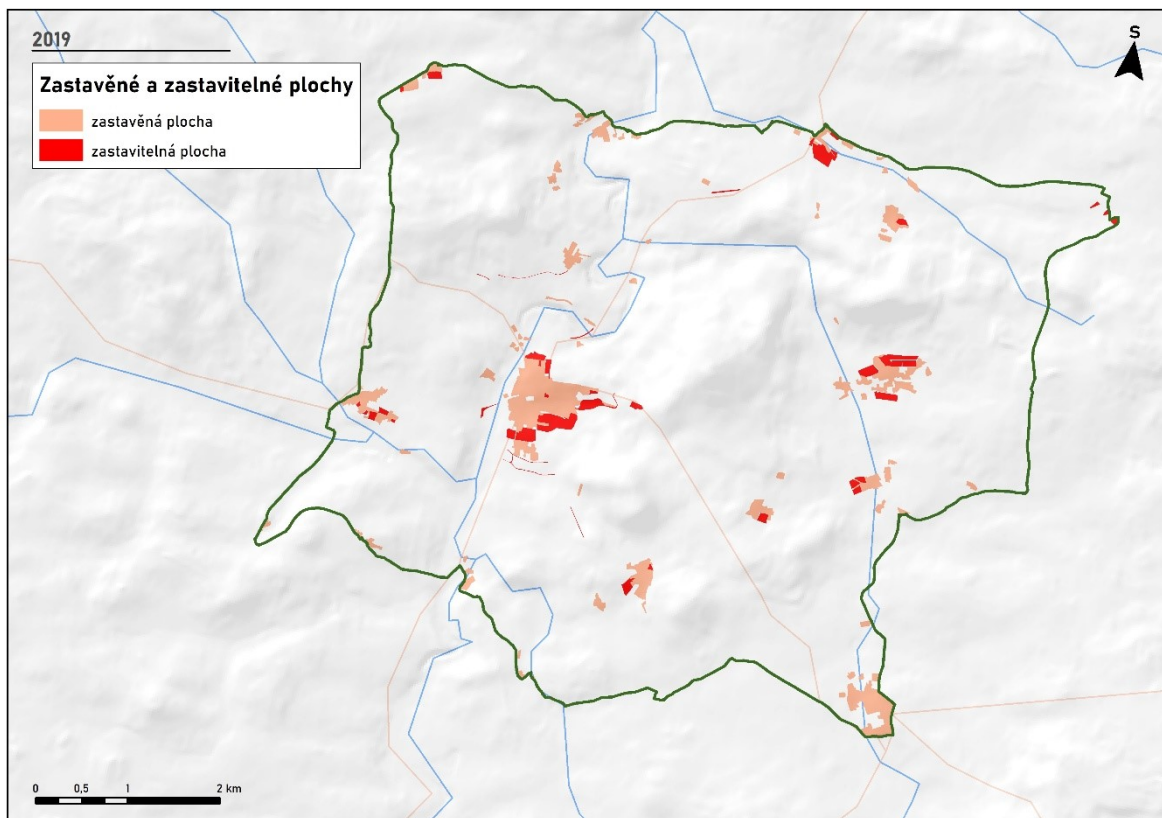 2019
Zastavěné a zastavitelné plochy
zastavěná plocha
zastavitelná plocha
S
0 0,5 1 2 km